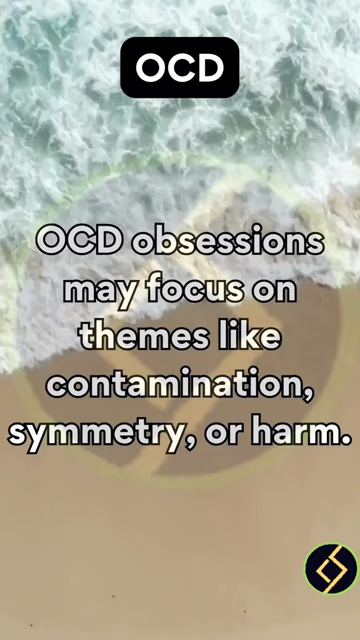 OCD
OCD obsessions
may focus on
themes like
contamination,
symmetry, or harm.